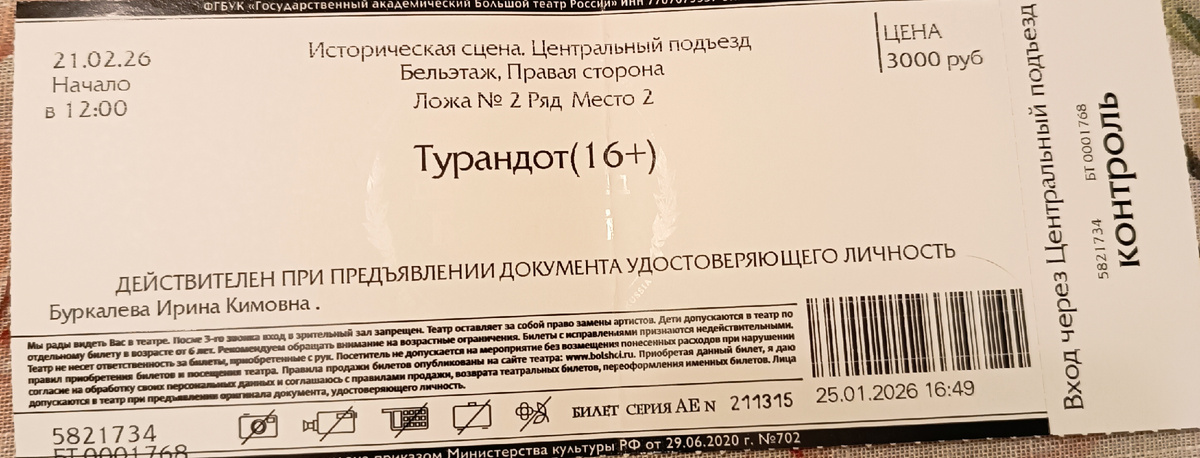 ФГБУК «Государственный академический Большой театр России» ИНН
21.02.26
Начало
в 12:00
Историческая сцена. Центральный подъезд
Бельэтаж, Правая сторона
Ложа № 2 Ряд Место 2
ЦЕНА
3000 руб
Турандот(16+)
ДЕЙСТВИТЕЛЕН ПРИ ПРЕДЪЯВЛЕНИИ ДОКУМЕНТА УДОСТОВЕРЯЮЩЕГО ЛИЧНОСТЬ
Буркалева Ирина Кимовна .
Мы рады видеть Вас в театре. После 3-го звонка вход в зрительный зал запрещен. Театр оставляет за собой право замены артистов. Дети допускаются в театр по
отдельному билету в возрасте от 6 лет. Рекомендуем обращать внимание на возрастные ограничения. Билеты с исправлениями признаются недействительными.
Театр не несет ответственность за билеты, приобретенные с рук. Посетитель не допускается на мероприятие без возмещения понесенных расходов при нарушении
правил приобретения билетов и посещения театра. Правила продажи билетов опубликованы на сайте театра: www.bolshoi.ru. Приобретая данный билет, я даю
согласие на обработку своих персональных данных и соглашаюсь с правилами продажи, возврата театральных билетов, переоформления именных билетов. Лица
допускаются в театр при предъявлении оригинала документа, удостоверяющего личность.
БИЛЕТ СЕРИЯ АЕ N 211315
25.01.2026 16:49
5821734
БТ0001768
приказом Министерства культуры РФ от 29.06.2020 г. №702
Вход через Центральный подъезд
5821734 БТ0001768
КОНТРОЛЬ